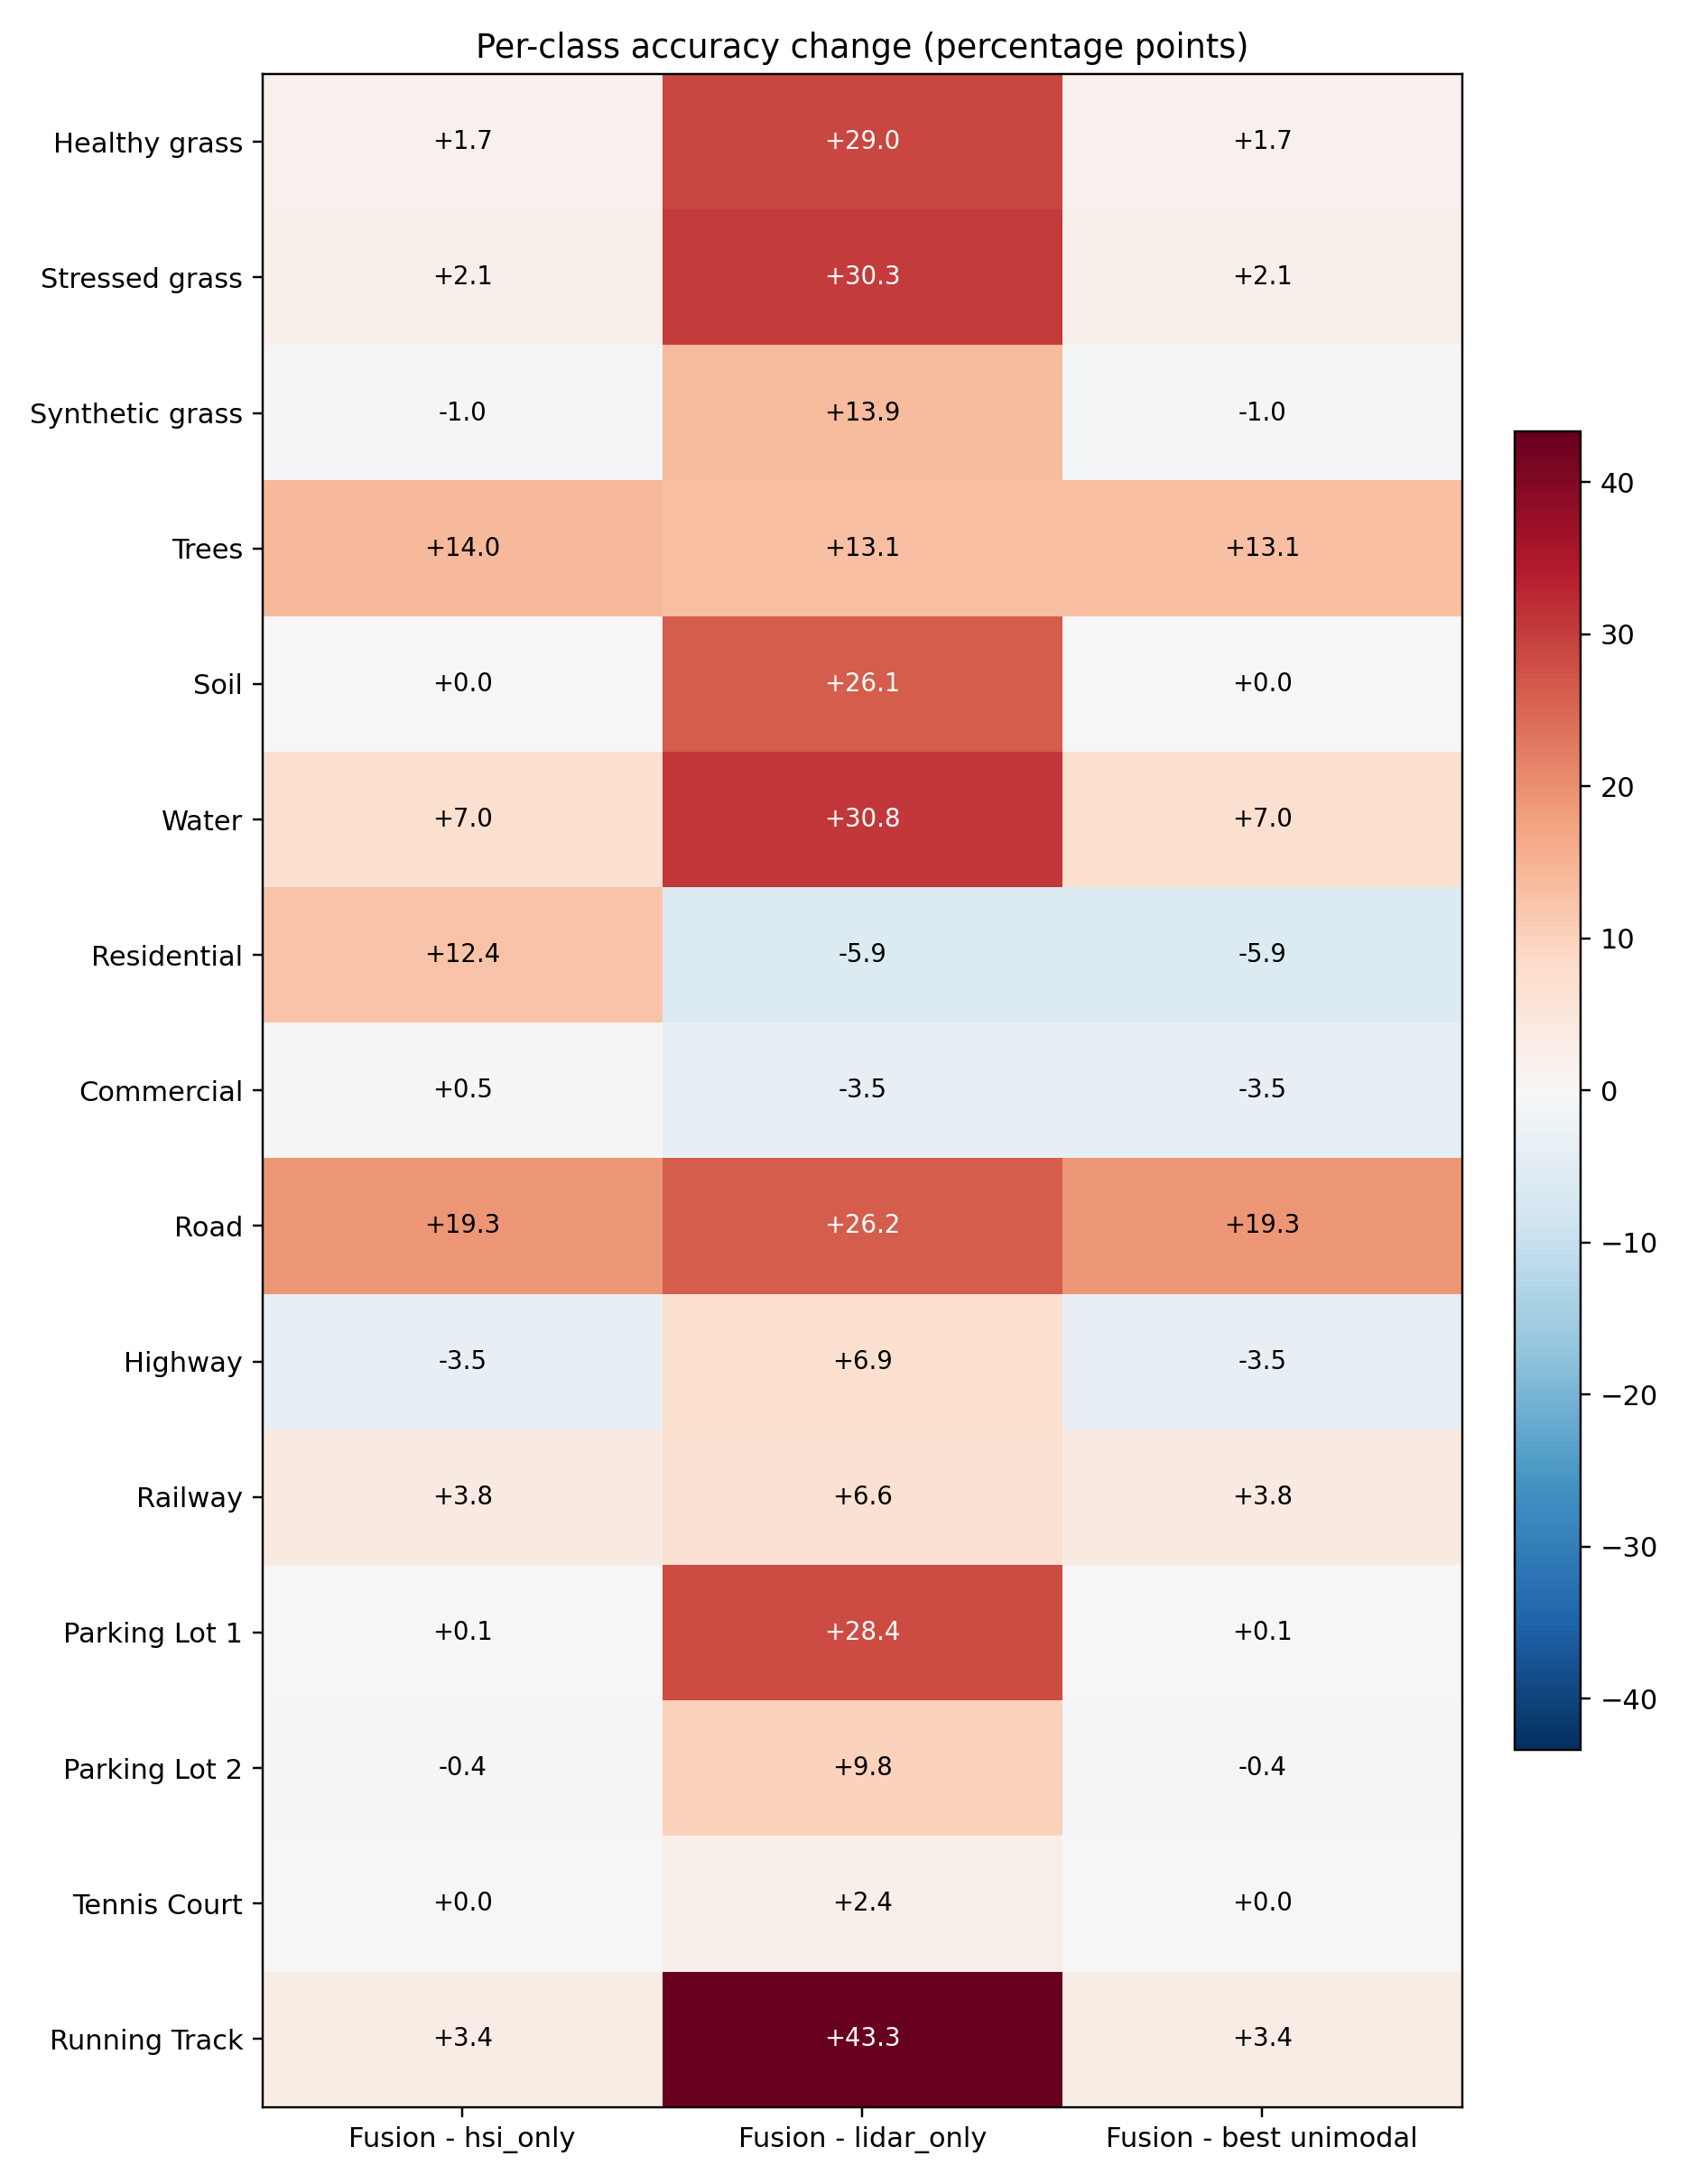 Per-class accuracy change (percentage points)
Healthy grass +1.7 +29.0 +1.7
Stressed grass +2.1 +30.3 +2.1
Synthetic grass -1.0 +13.9 -1.0
Trees +14.0 +13.1 +13.1
Soil +0.0 +26.1 +0.0
Water +7.0 +30.8 +7.0
Residential +12.4 -5.9 -5.9
Commercial +0.5 -3.5 -3.5
Road +19.3 +26.2 +19.3
Highway -3.5 +6.9 -3.5
Railway +3.8 +6.6 +3.8
Parking Lot 1 +0.1 +28.4 +0.1
Parking Lot 2 -0.4 +9.8 -0.4
Tennis Court +0.0 +2.4 +0.0
Running Track +3.4 +43.3 +3.4
Fusion - hsi_only Fusion - lidar_only Fusion - best unimodal
40
30
20
10
0
−10
−20
−30
−40